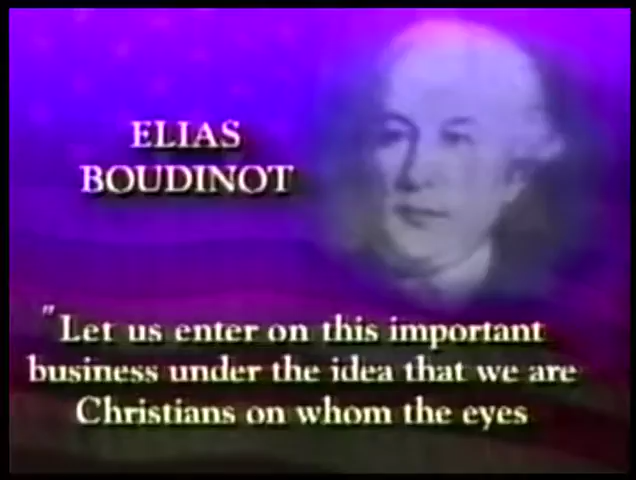 ELIAS
BOUDINOT
"Let us enter on this important
business under the idea that we are
Christians on whom the eyes